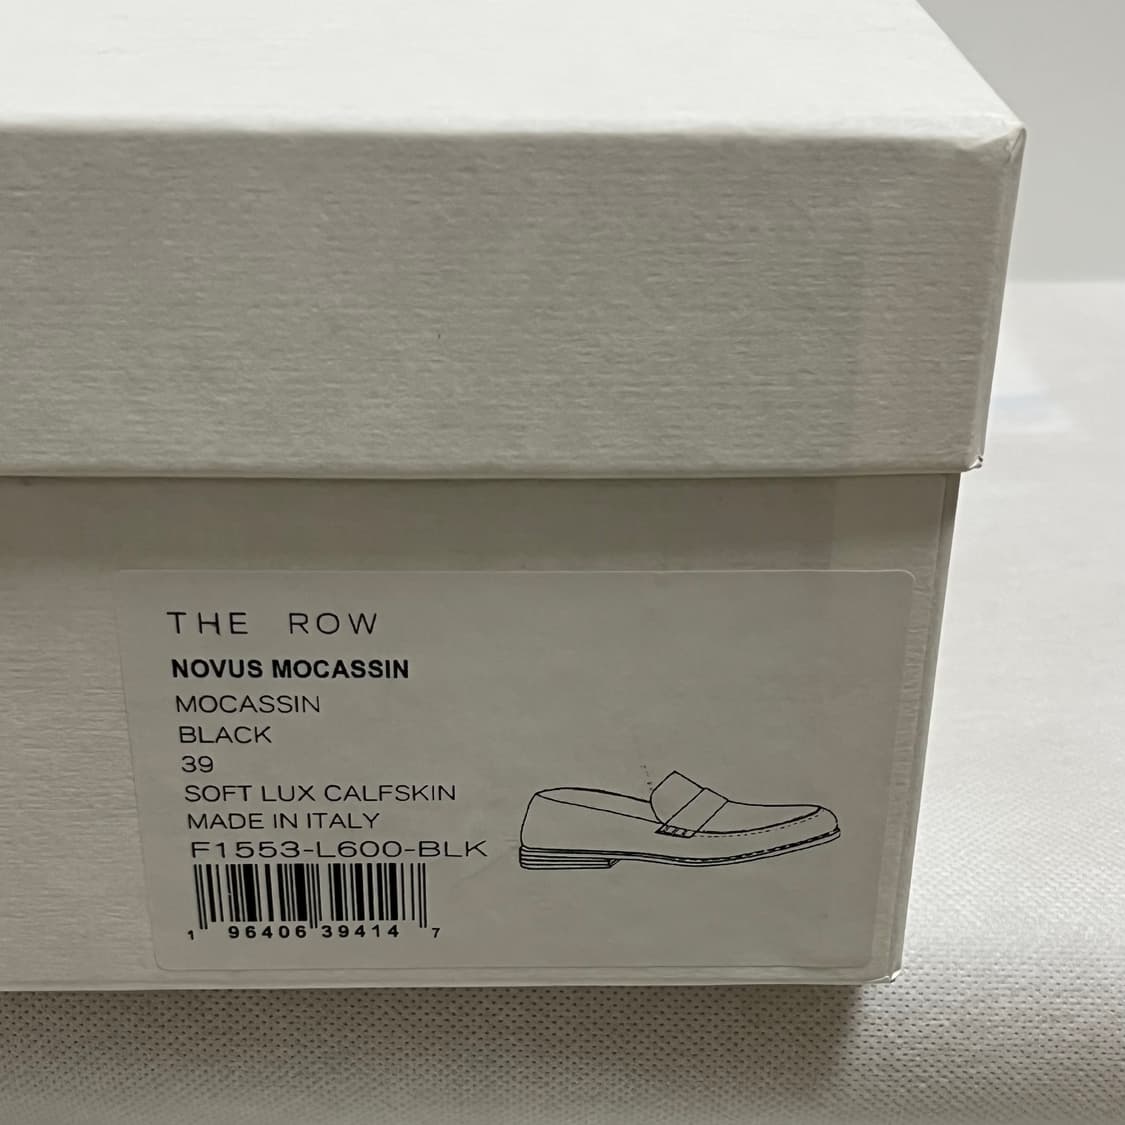 THE ROW
NOVUS MOCASSIN
MOCASSIN
BLACK
39
SOFT LUX CALFSKIN
MADE IN ITALY
F1553-L600-BLK
1 96406 39414 7